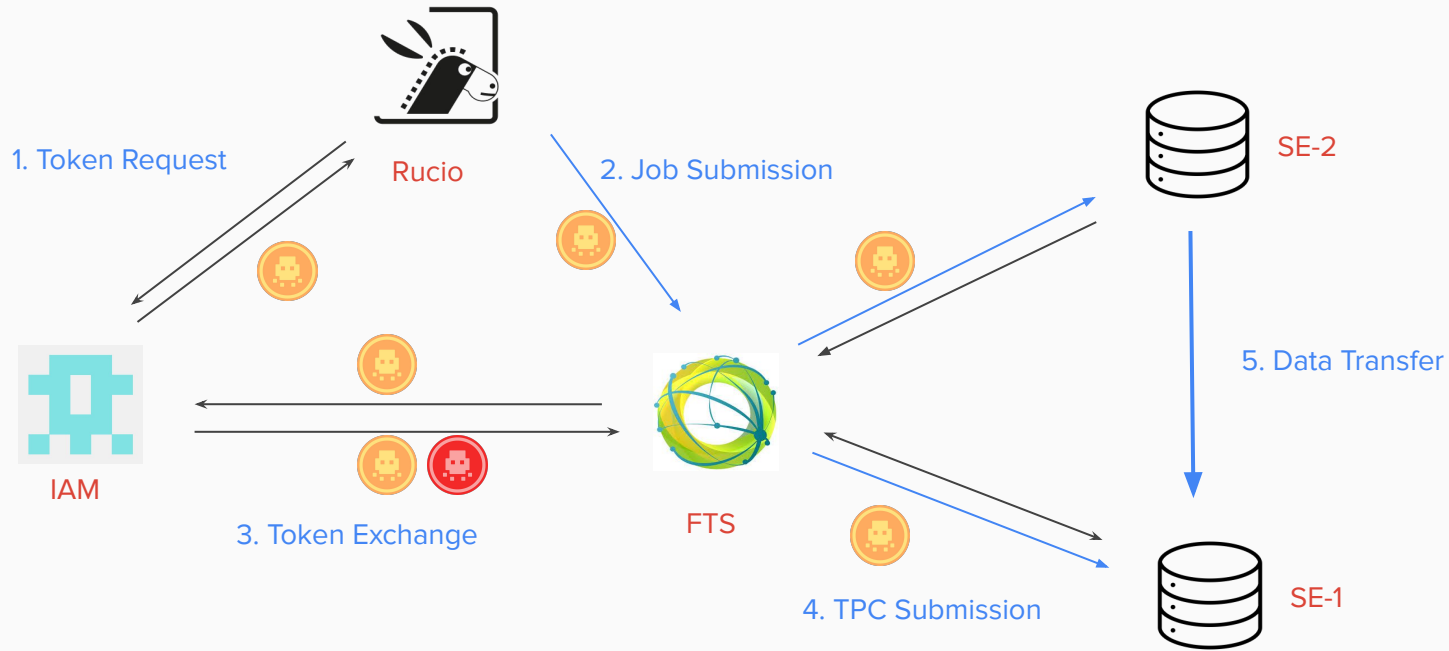 1. Token Request
Rucio
2. Job Submission
SE-2
5. Data Transfer
IAM
3. Token Exchange
FTS
4. TPC Submission
SE-1